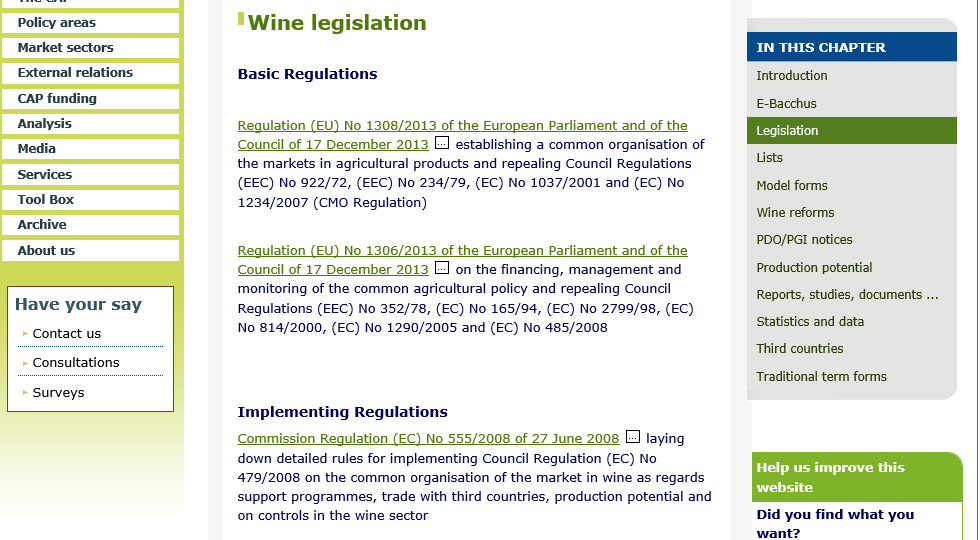 The CAP
Policy areas
Market sectors
External relations
CAP funding
Analysis
Media
Services
Tool Box
Archive
About us
Have your say
Contact us
Consultations
Surveys
Wine legislation
Basic Regulations
Regulation (EU) No 1308/2013 of the European Parliament and of the
Council of 17 December 2013 ... establishing a common organisation of
the markets in agricultural products and repealing Council Regulations
(EEC) No 922/72, (EEC) No 234/79, (EC) No 1037/2001 and (EC) No
1234/2007 (CMO Regulation)
Regulation (EU) No 1306/2013 of the European Parliament and of the
Council of 17 December 2013 ... on the financing, management and
monitoring of the common agricultural policy and repealing Council
Regulations (EEC) No 352/78, (EC) No 165/94, (EC) No 2799/98, (EC)
No 814/2000, (EC) No 1290/2005 and (EC) No 485/2008
Implementing Regulations
Commission Regulation (EC) No 555/2008 of 27 June 2008 ... laying
down detailed rules for implementing Council Regulation (EC) No
479/2008 on the common organisation of the market in wine as regards
support programmes, trade with third countries, production potential and
on controls in the wine sector
IN THIS CHAPTER
Introduction
E-Bacchus
Legislation
Lists
Model forms
Wine reforms
PDO/PGI notices
Production potential
Reports, studies, documents ...
Statistics and data
Third countries
Traditional term forms
Help us improve this
website
Did you find what you
want?